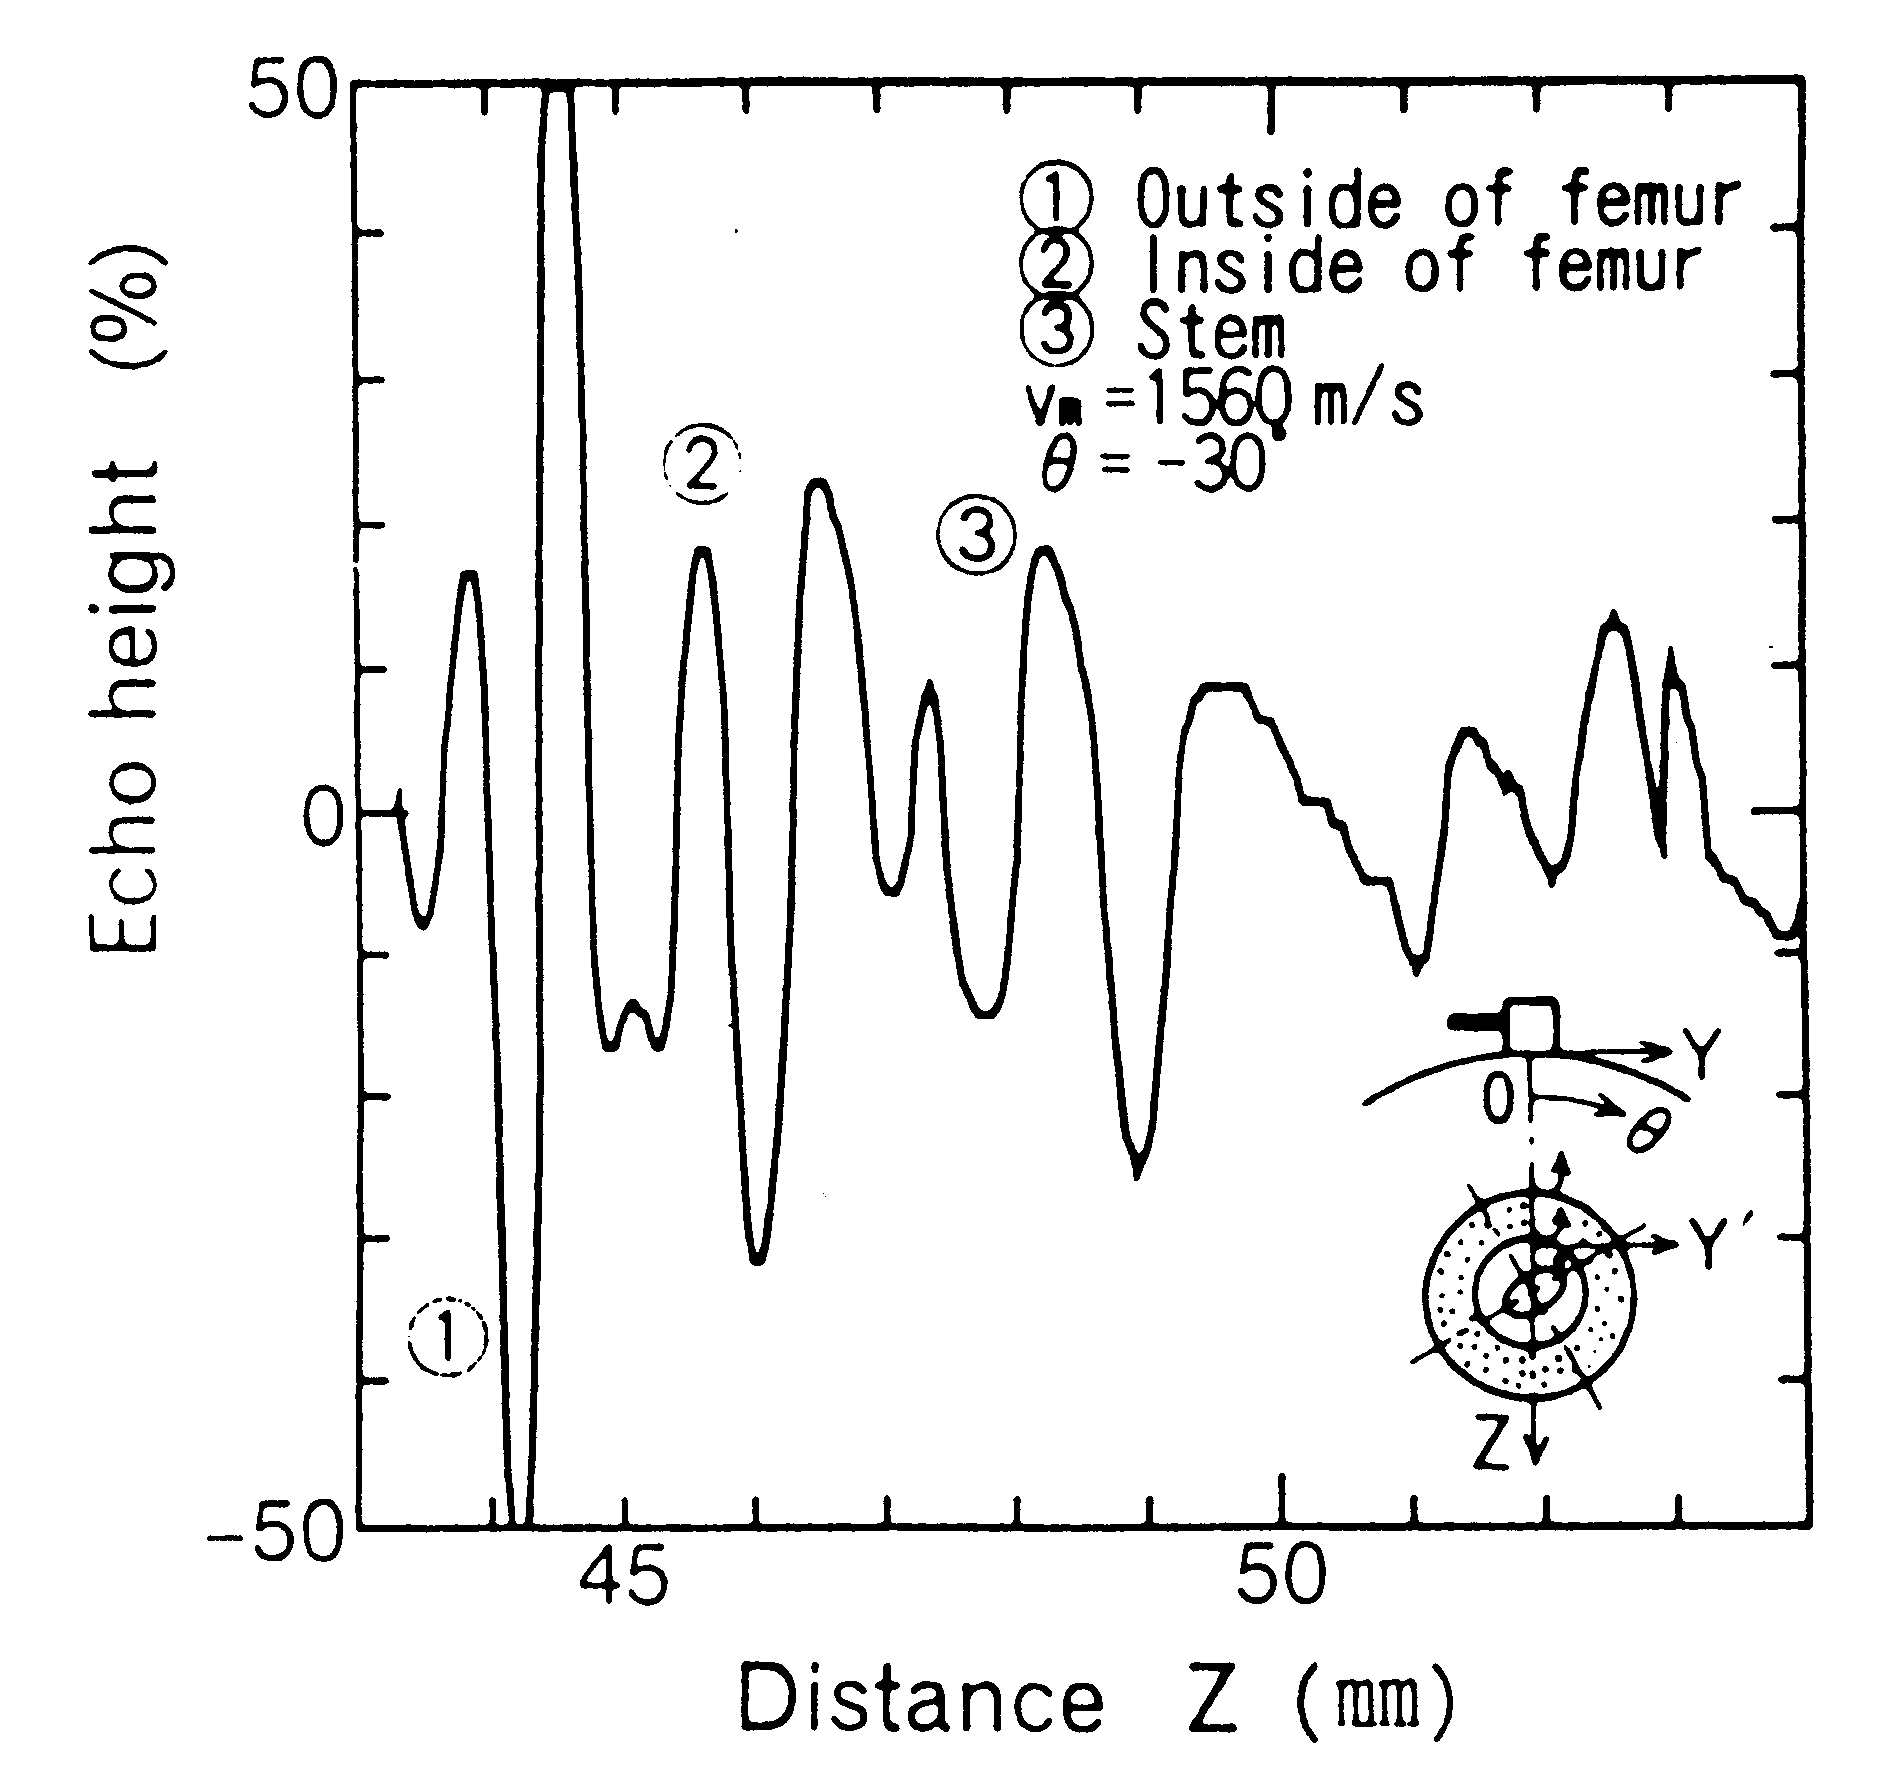 50
① Outside of femur
② Inside of femur
③ Stem
vm =1560 m/s
θ = -30°
②
③
Echo height (%)
0
Y
0
θ
Y′
①
Z
-50
45
50
Distance Z (mm)